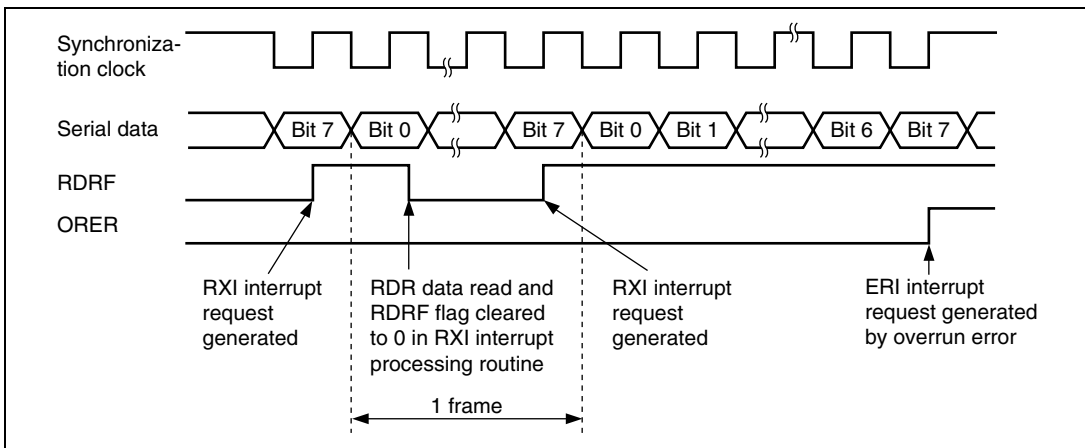 Synchroniza-
tion clock
Serial data
Bit 7 Bit 0 Bit 7 Bit 0 Bit 1 Bit 6 Bit 7
RDRF
ORER
RXI interrupt
request
generated
RDR data read and
RDRF flag cleared
to 0 in RXI interrupt
processing routine
RXI interrupt
request
generated
ERI interrupt
request generated
by overrun error
1 frame